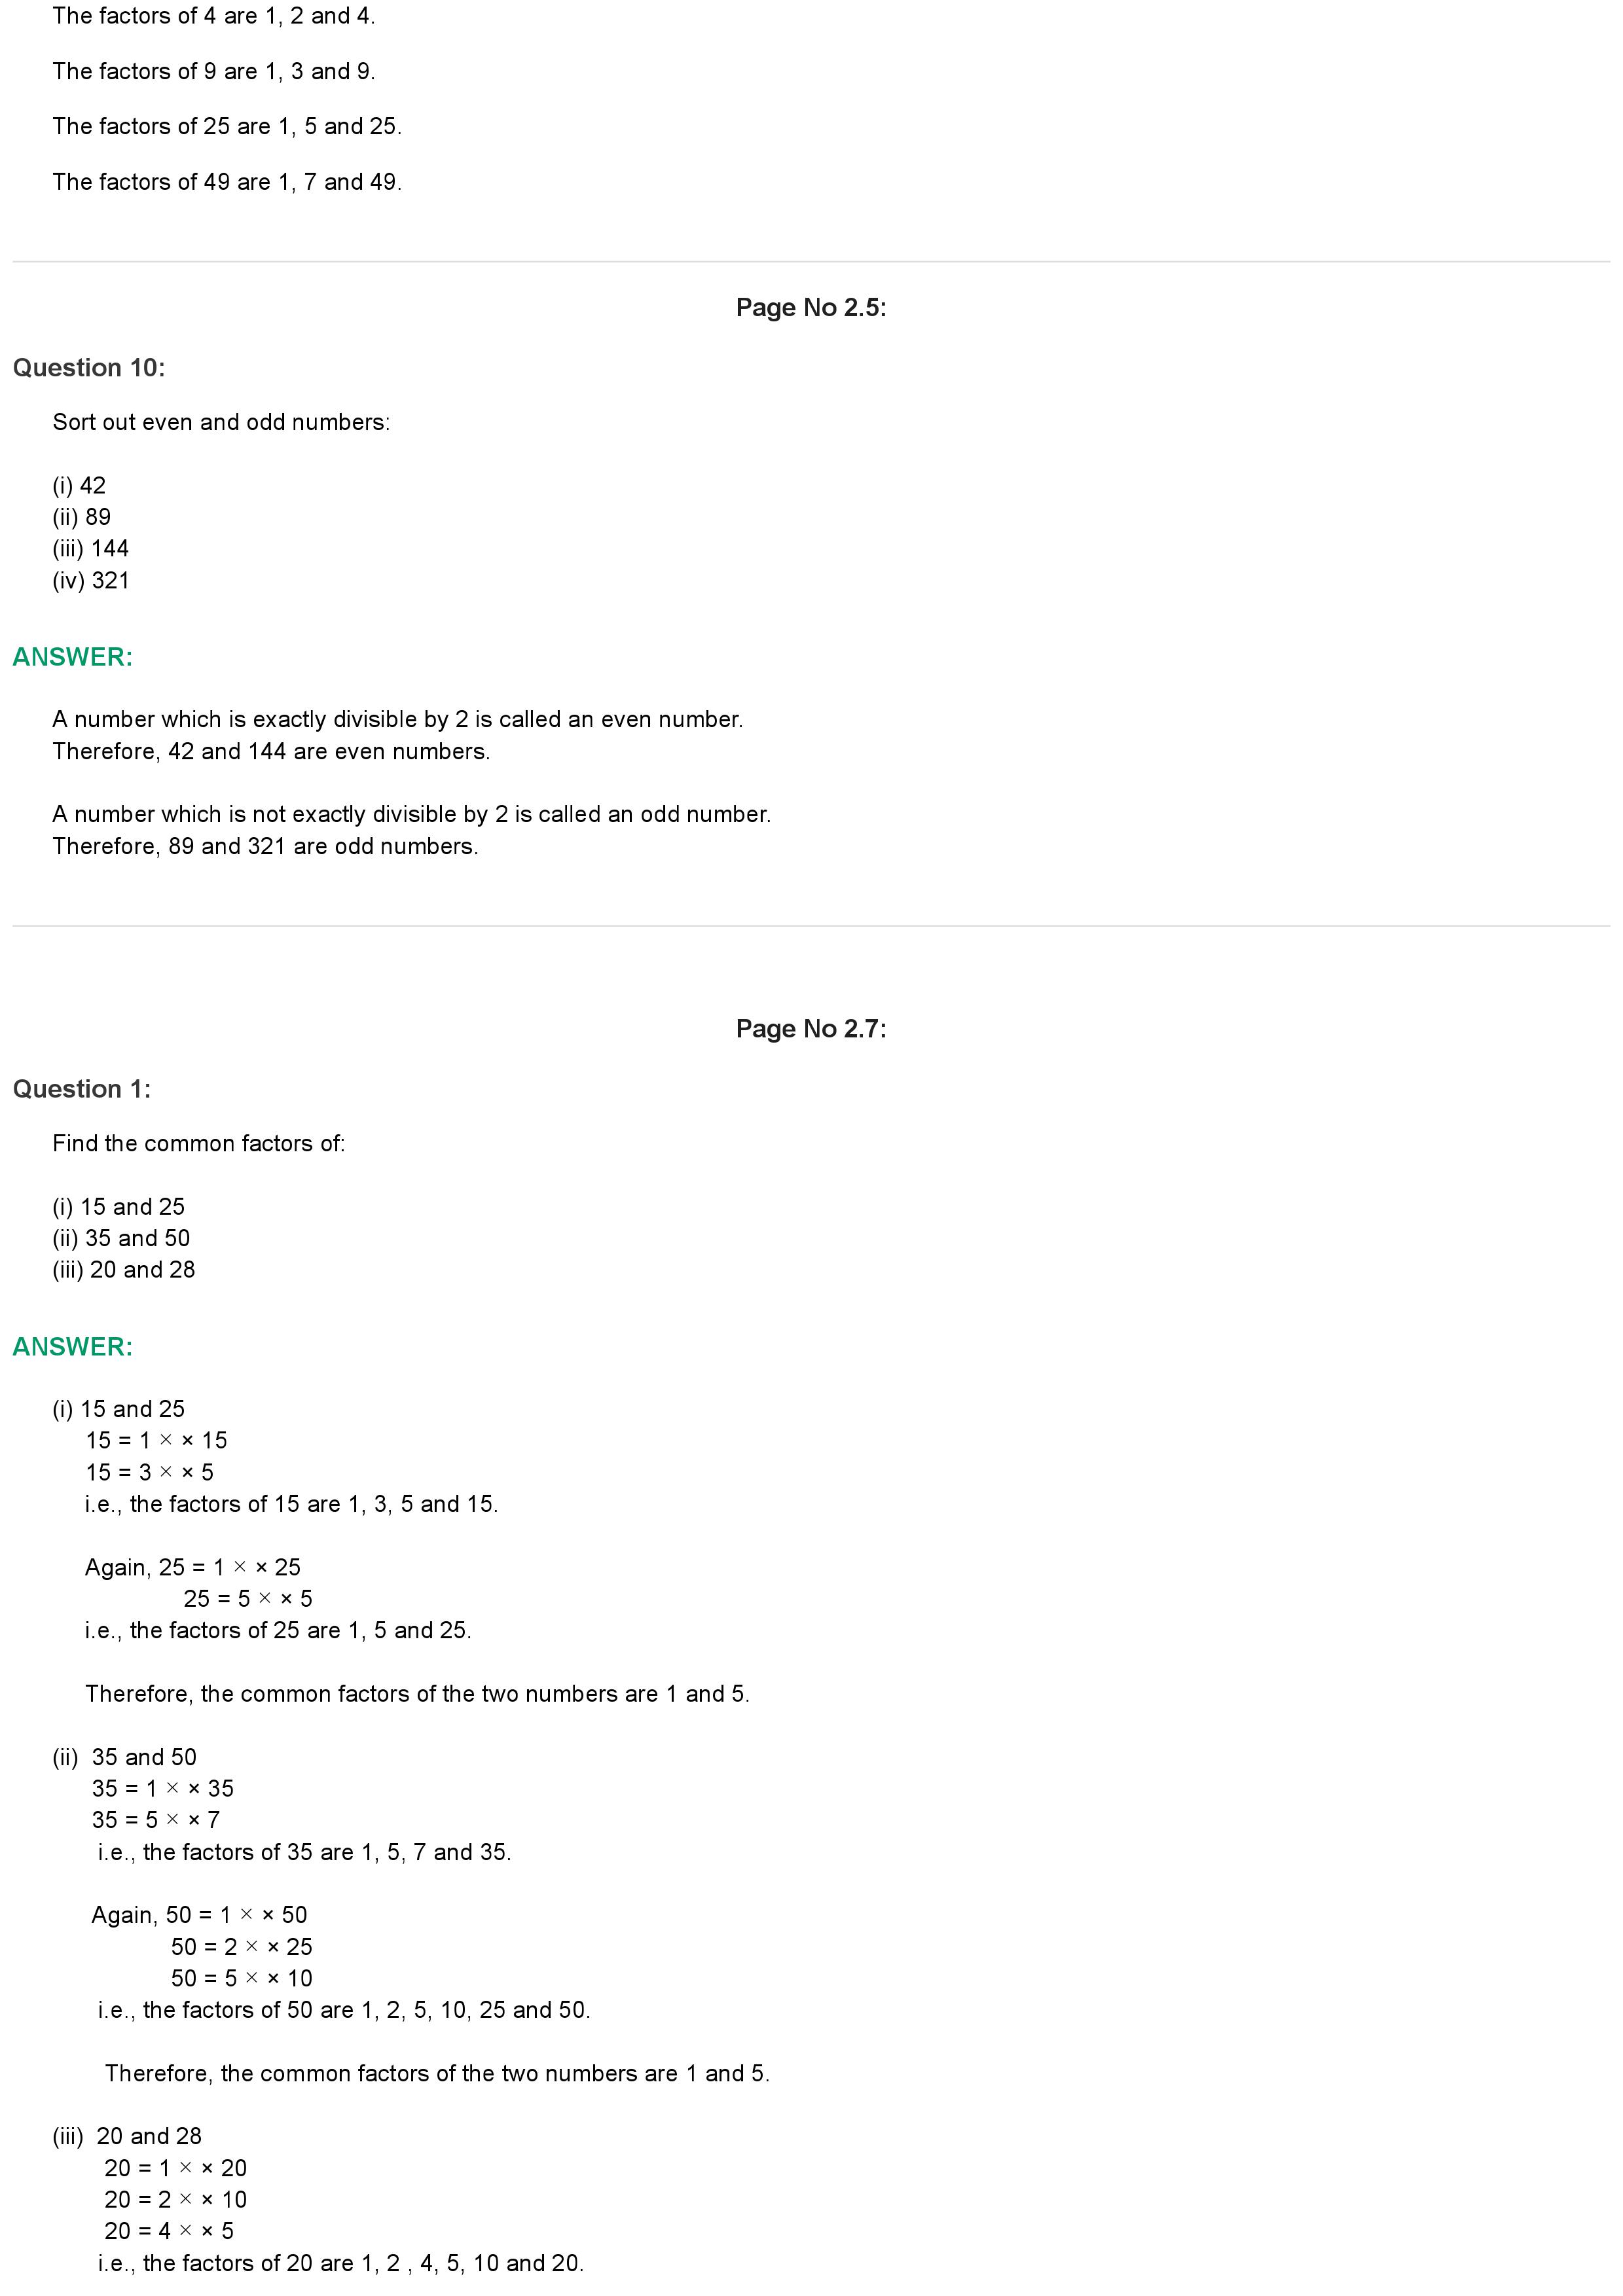 The factors of 4 are 1, 2 and 4.
The factors of 9 are 1, 3 and 9.
The factors of 25 are 1, 5 and 25.
The factors of 49 are 1, 7 and 49.
Page No 2.5:
Question 10:
Sort out even and odd numbers:
(i) 42
(ii) 89
(iii) 144
(iv) 321
ANSWER:
A number which is exactly divisible by 2 is called an even number.
Therefore, 42 and 144 are even numbers.
A number which is not exactly divisible by 2 is called an odd number.
Therefore, 89 and 321 are odd numbers.
Page No 2.7:
Question 1:
Find the common factors of:
(i) 15 and 25
(ii) 35 and 50
(iii) 20 and 28
ANSWER:
(i) 15 and 25
15 = 1 × × 15
15 = 3 × × 5
i.e., the factors of 15 are 1, 3, 5 and 15.
Again, 25 = 1 × × 25
25 = 5 × × 5
i.e., the factors of 25 are 1, 5 and 25.
Therefore, the common factors of the two numbers are 1 and 5.
(ii) 35 and 50
35 = 1 × × 35
35 = 5 × × 7
i.e., the factors of 35 are 1, 5, 7 and 35.
Again, 50 = 1 × × 50
50 = 2 × × 25
50 = 5 × × 10
i.e., the factors of 50 are 1, 2, 5, 10, 25 and 50.
Therefore, the common factors of the two numbers are 1 and 5.
(iii) 20 and 28
20 = 1 × × 20
20 = 2 × × 10
20 = 4 × × 5
i.e., the factors of 20 are 1, 2 , 4, 5, 10 and 20.